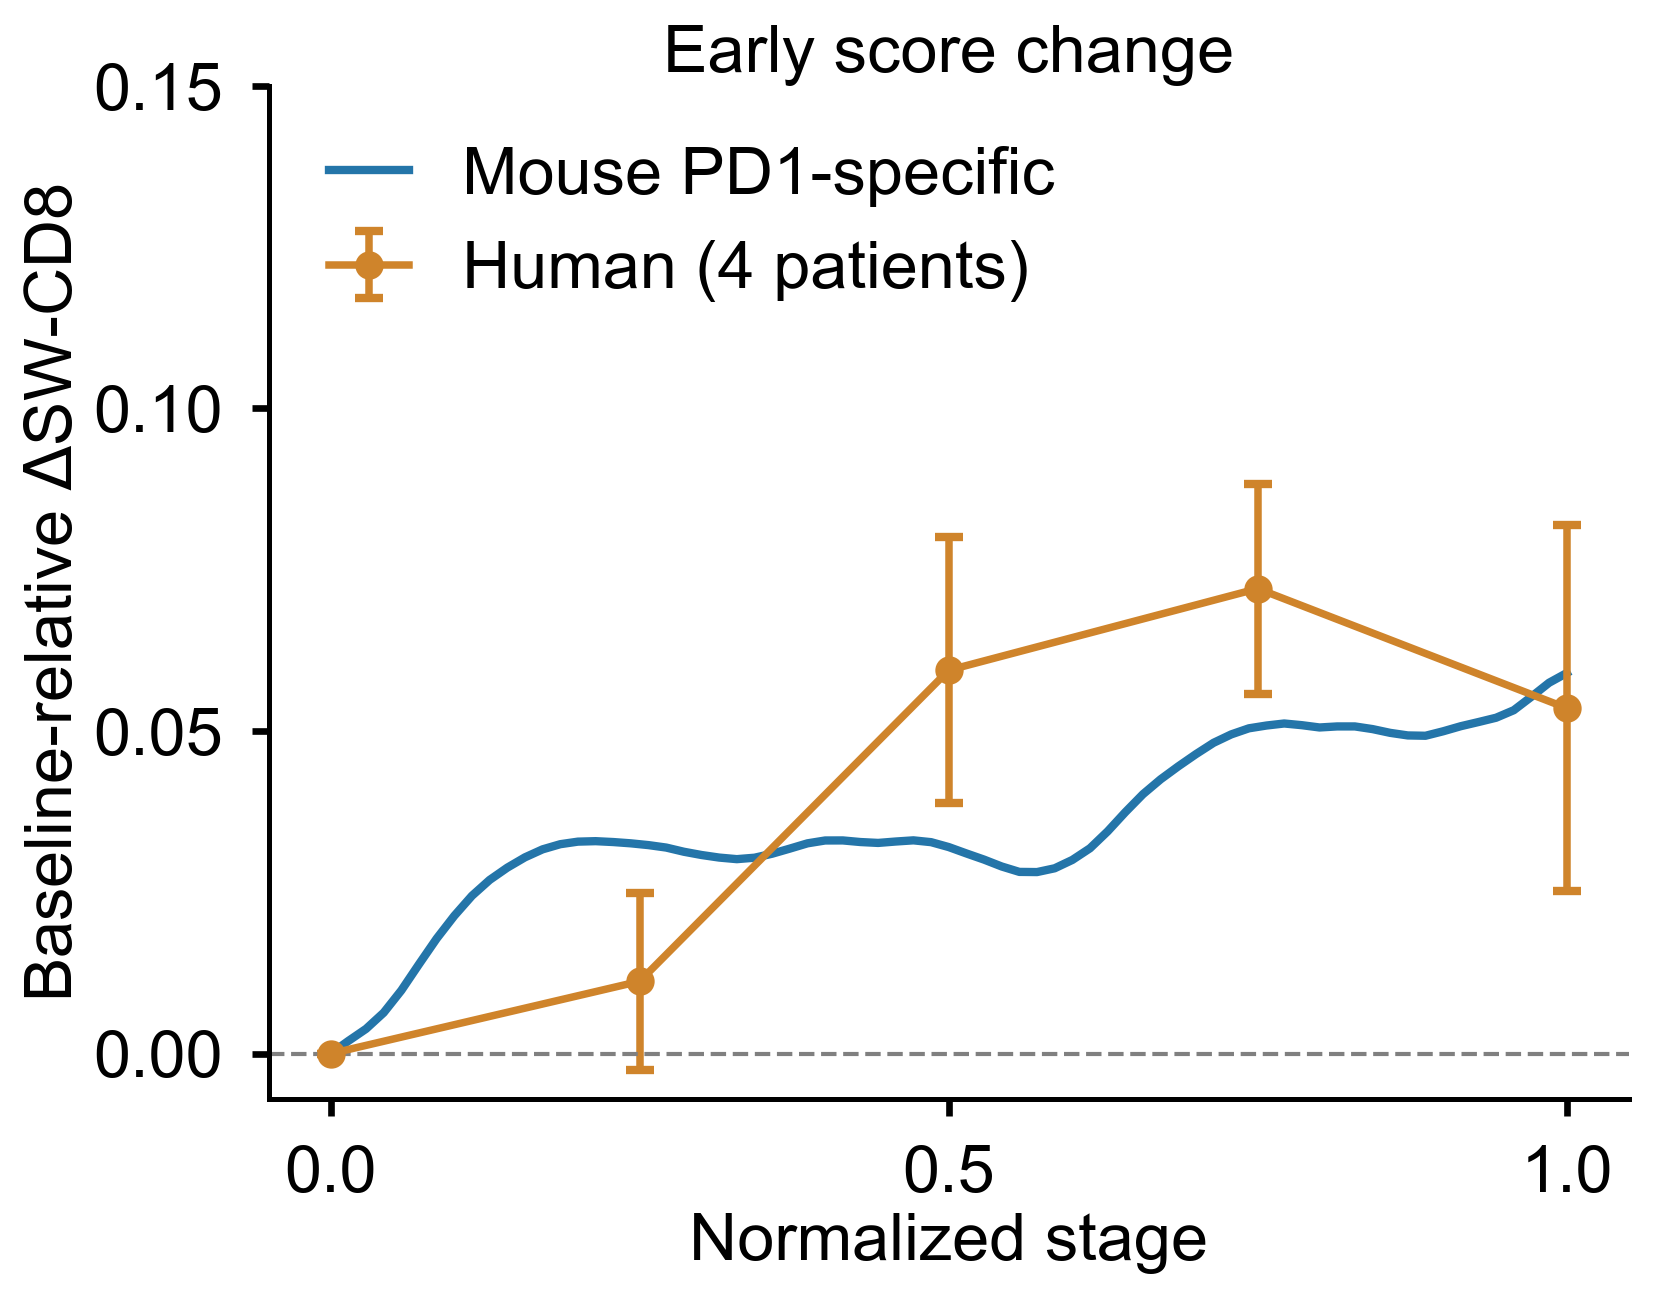 Early score change
0.15
Mouse PD1-specific
Human (4 patients)
0.10
0.05
0.00
Baseline-relative ΔSW-CD8
0.0
0.5
1.0
Normalized stage